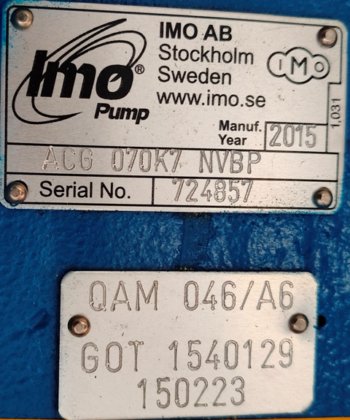 Imo®
Pump
IMO AB
Stockholm
Sweden
www.imo.se
IMO
Manuf.
Year
2015
1,031
ACG 070K7 NVBP
Serial No.
724857
QAM 046/A6
GOT 1540129
150223